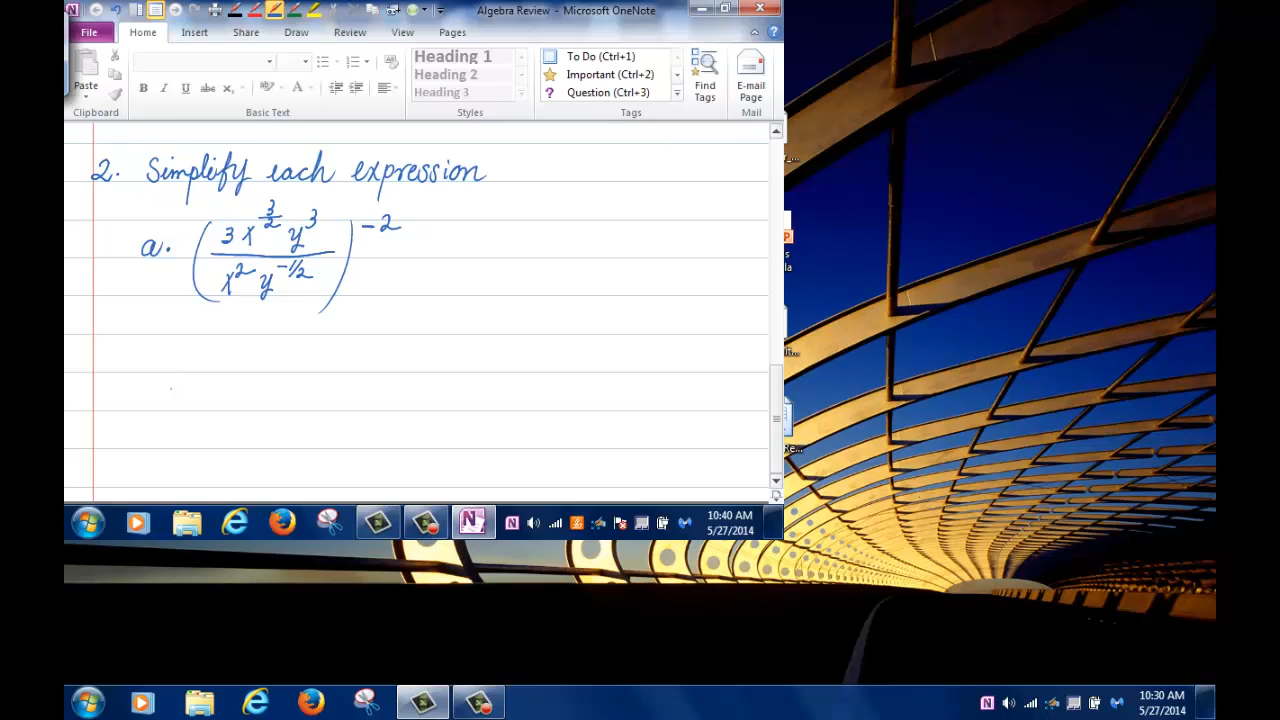 Algebra Review - Microsoft OneNote
File Home Insert Share Draw Review View Pages
Paste
Clipboard
B I U abc x₂ A
Basic Text
Heading 1
Heading 2
Heading 3
Styles
To Do (Ctrl+1)
Important (Ctrl+2)
? Question (Ctrl+3)
Tags
Find
Tags
E-mail
Page
Mail
2. Simplify each expression
a. (3x^(3/2) y^3 / x^2 y^(-1/2))^-2
10:40 AM
5/27/2014
10:30 AM
5/27/2014